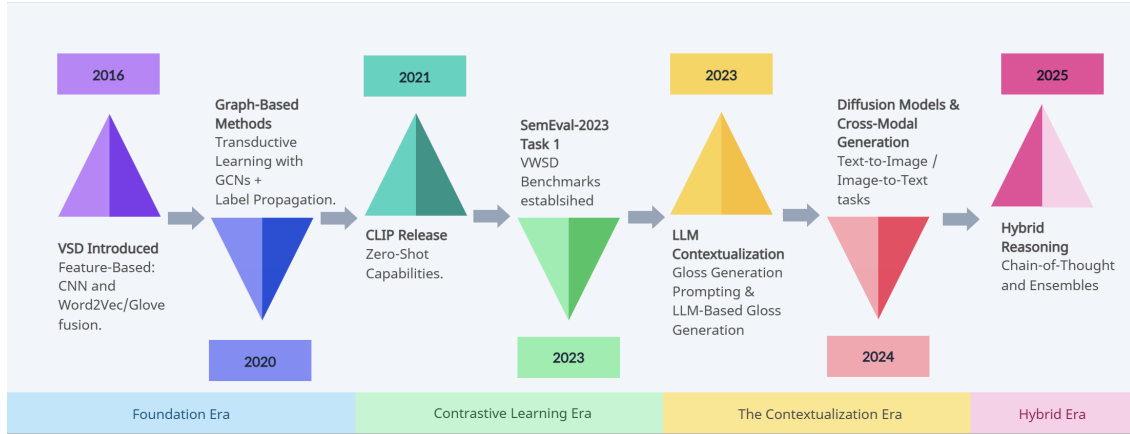 2016
VSD Introduced
Feature-Based:
CNN and
Word2Vec/Glove
fusion.
Graph-Based
Methods
Transductive
Learning with
GCNs +
Label Propagation.
2020
2021
CLIP Release
Zero-Shot
Capabilities.
SemEval-2023
Task 1
VWSD
Benchmarks
establsihed
2023
2023
LLM
Contextualization
Gloss Generation
Prompting &
LLM-Based Gloss
Generation
Diffusion Models &
Cross-Modal
Generation
Text-to-Image /
Image-to-Text
tasks
2024
2025
Hybrid
Reasoning
Chain-of-Thought
and Ensembles
Foundation Era
Contrastive Learning Era
The Contextualization Era
Hybrid Era